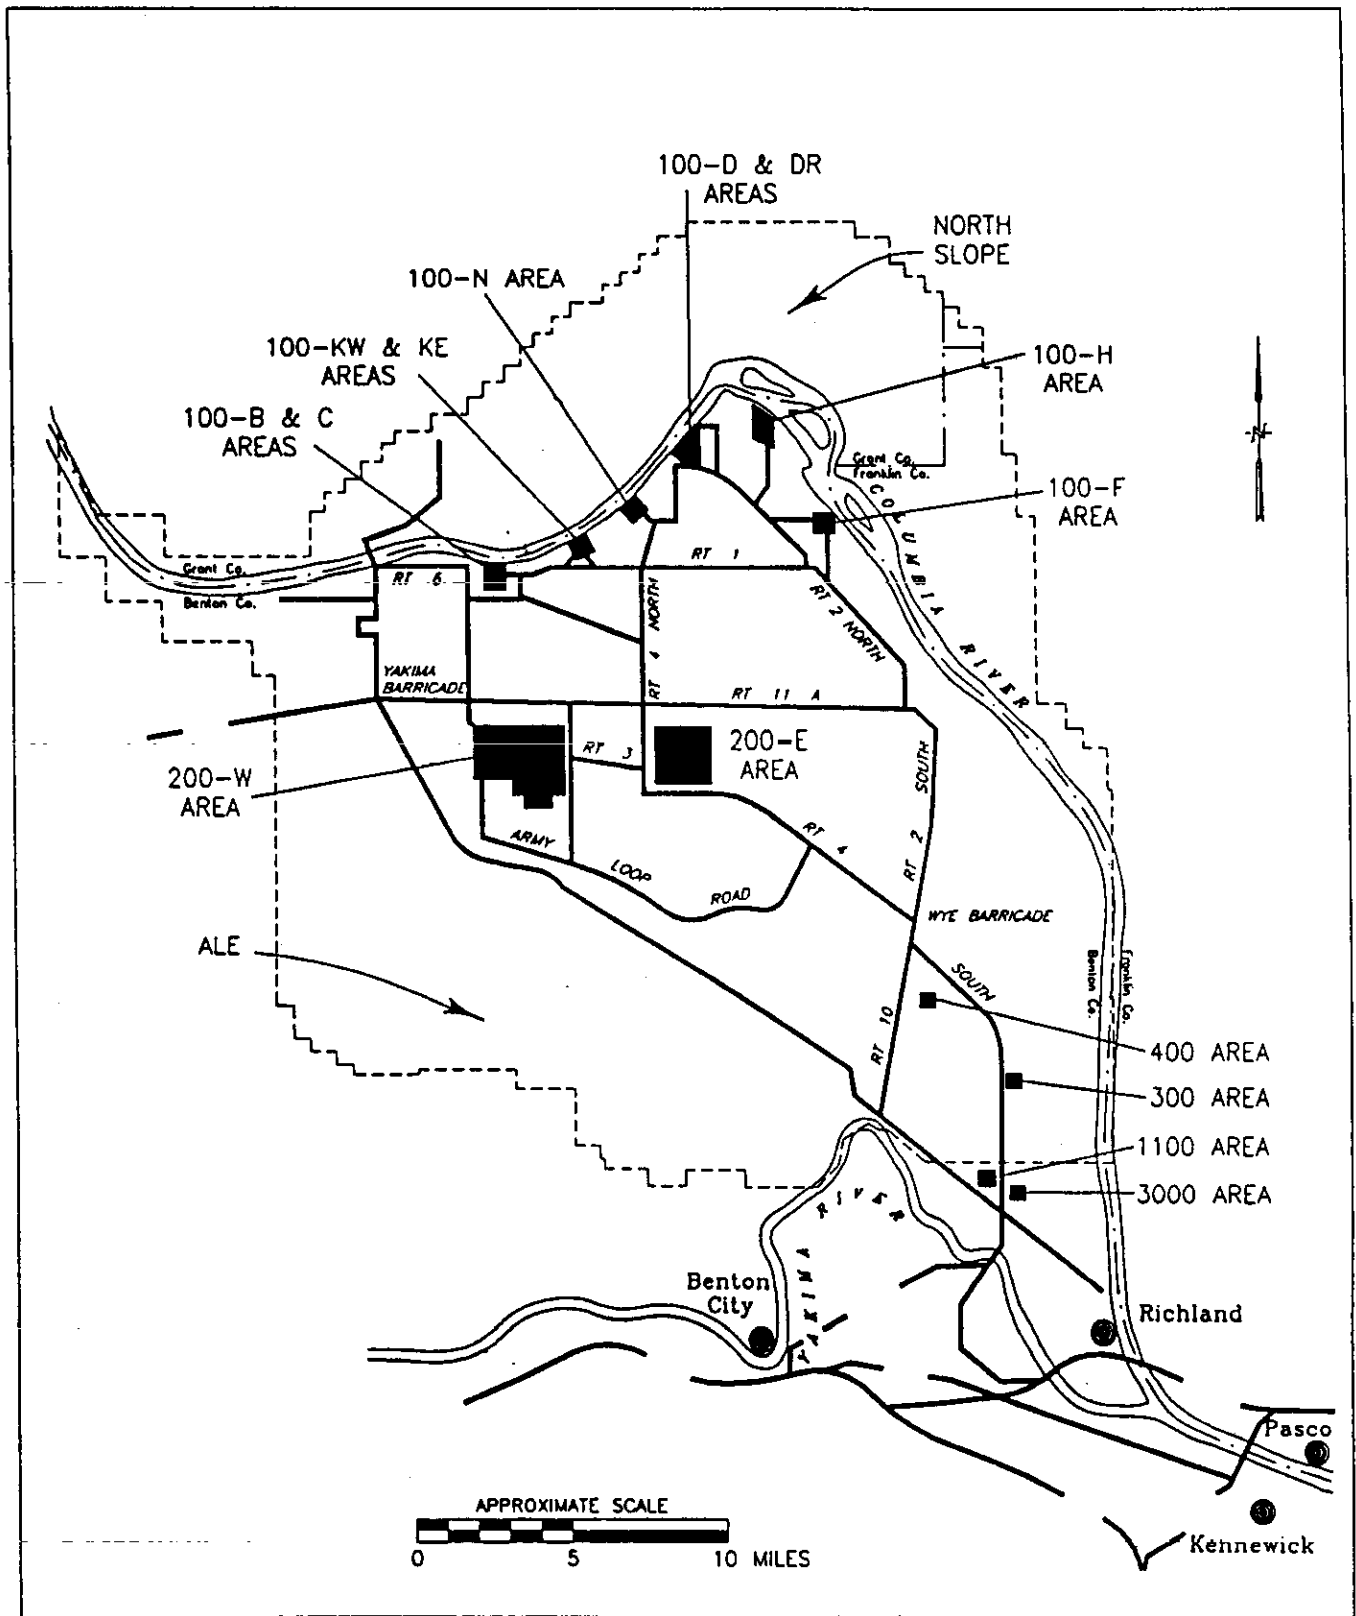 100-D & DR
AREAS
NORTH
SLOPE
100-N AREA
100-KW & KE
AREAS
100-H
AREA
100-B & C
AREAS
Grant Co.
Franklin Co.
100-F
AREA
COLUMBIA RIVER
RT 1
Grant Co.
Benton Co.
RT 6
RT 4 NORTH
RT 2 NORTH
YAKIMA
BARRICADE
RT 11 A
200-W
AREA
RT 3
200-E
AREA
RT 2 SOUTH
ARMY LOOP ROAD
RT 4
SOUTH
WYE BARRICADE
ALE
Benton Co.
Franklin Co.
RT 10
400 AREA
300 AREA
1100 AREA
3000 AREA
YAKIMA RIVER
Benton
City
Richland
Pasco
Kennewick
APPROXIMATE SCALE
0 5 10 MILES